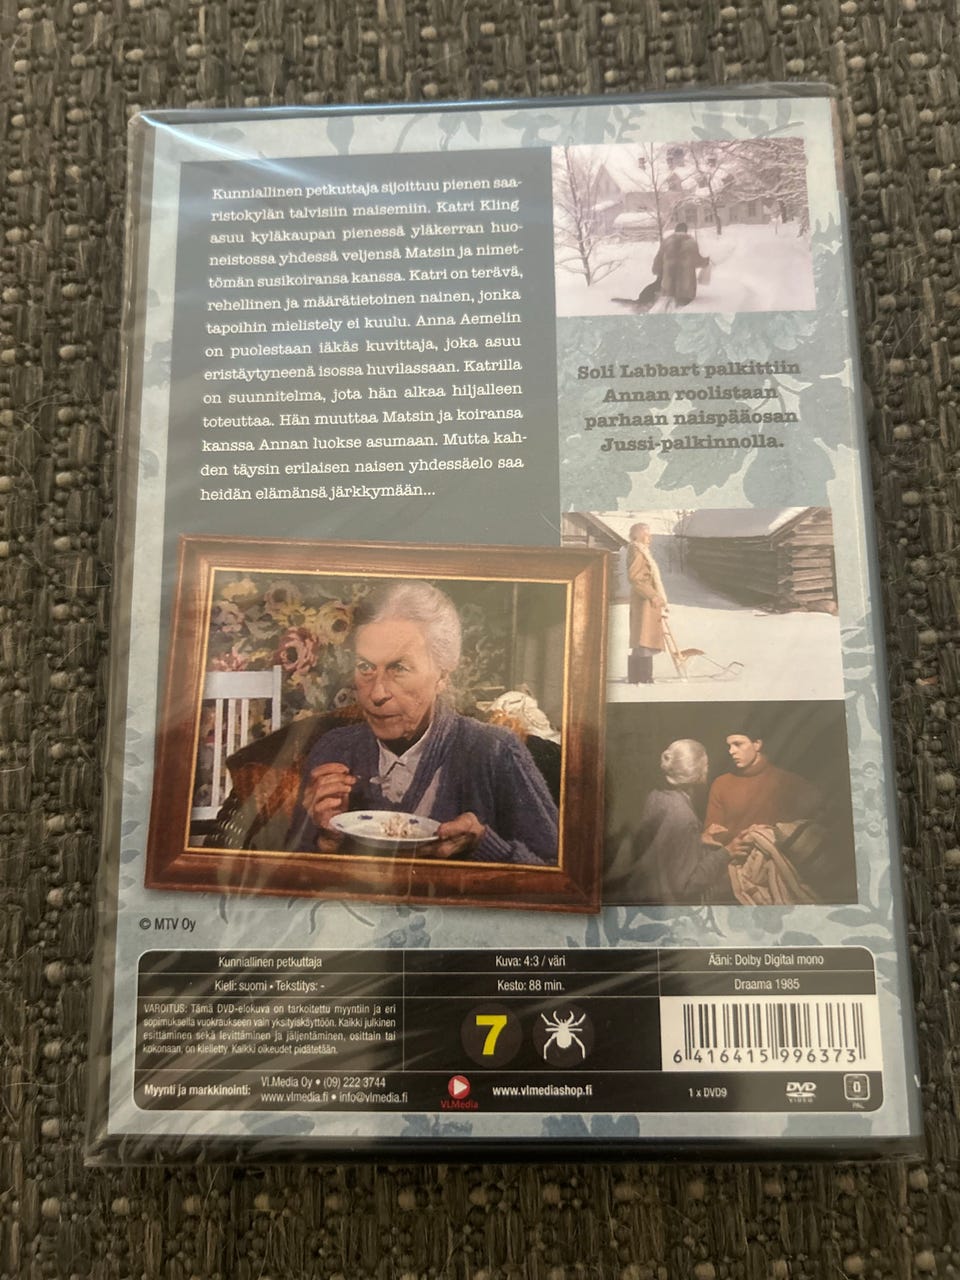 Kunniallinen petkuttaja sijoittuu pienen saa-
ristokylän talvisiin maisemiin. Katri Kling
asuu kyläkaupan pienessä yläkerran huo-
neistossa yhdessä veljensä Matsin ja nimet-
tömän susikoiransa kanssa. Katri on terävä,
rehellinen ja määrätietoinen nainen, jonka
tapoihin mielistely ei kuulu. Anna Aemelin
on puolestaan iäkäs kuvittaja, joka asuu
eristäytyneenä isossa huvilassaan. Katrilla
on suunnitelma, jota hän alkaa hiljalleen
toteuttaa. Hän muuttaa Matsin ja koiransa
kanssa Annan luokse asumaan. Mutta kah-
den täysin erilaisen naisen yhdessäelo saa
heidän elämänsä järkkymään...
Soli Labbart palkittiin
Annan roolistaan
parhaan naispääosan
Jussi-palkinnolla.
© MTV Oy
Kunniallinen petkuttaja
Kuva: 4:3 / väri
Ääni: Dolby Digital mono
Kieli: suomi • Tekstitys: -
Kesto: 88 min.
Draama 1985
VAROITUS: Tämä DVD-elokuva on tarkoitettu myyntiin ja eri
sopimuksella vuokraukseen vain yksityiskäyttöön. Kaikki julkinen
esittäminen sekä levittäminen ja jäljentäminen, osittain tai
kokonaan, on kielletty. Kaikki oikeudet pidätetään.
7
6 416415 996373
Myynti ja markkinointi:
VLMedia Oy • (09) 222 3744
www.vlmedia.fi • info@vlmedia.fi
VLMedia
www.vlmediashop.fi
1 x DVD9
DVD
VIDEO
0
PAL